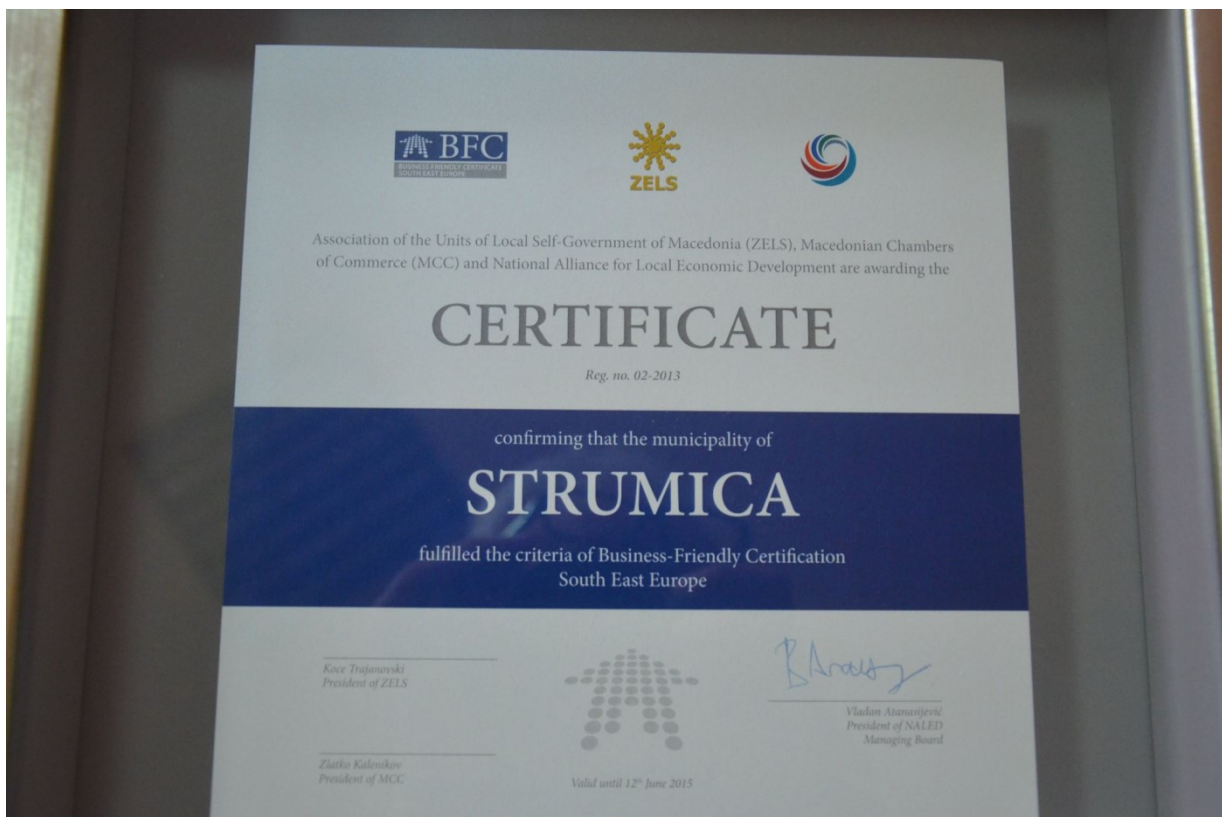 BFC
BUSINESS FRIENDLY CERTIFICATE
SOUTH EAST EUROPE
ZELS
Association of the Units of Local Self-Government of Macedonia (ZELS), Macedonian Chambers
of Commerce (MCC) and National Alliance for Local Economic Development are awarding the
CERTIFICATE
Reg. no. 02-2013
confirming that the municipality of
STRUMICA
fulfilled the criteria of Business-Friendly Certification
South East Europe
Koce Trajanovski
President of ZELS
Vladan Atanasijević
President of NALED
Managing Board
Zlatko Kalenikov
President of MCC
Valid until 12th June 2015